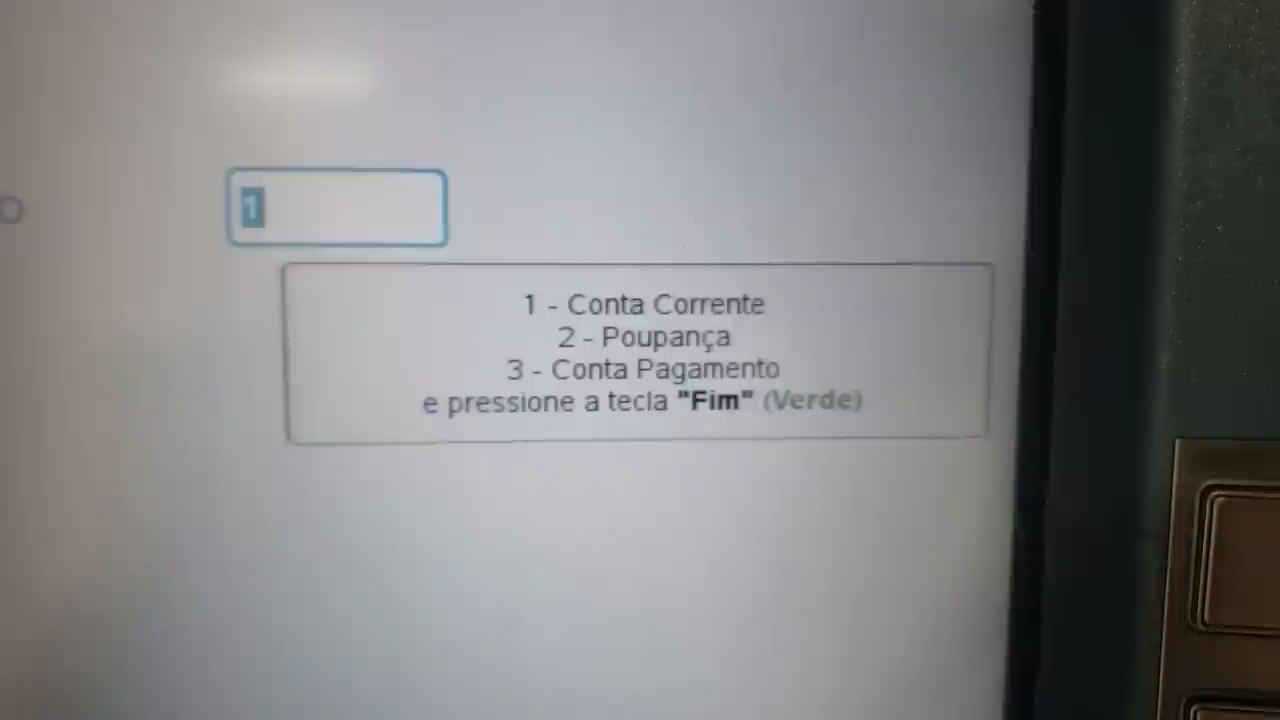 1
1 - Conta Corrente
2 - Poupança
3 - Conta Pagamento
e pressione a tecla "Fim" (Verde)